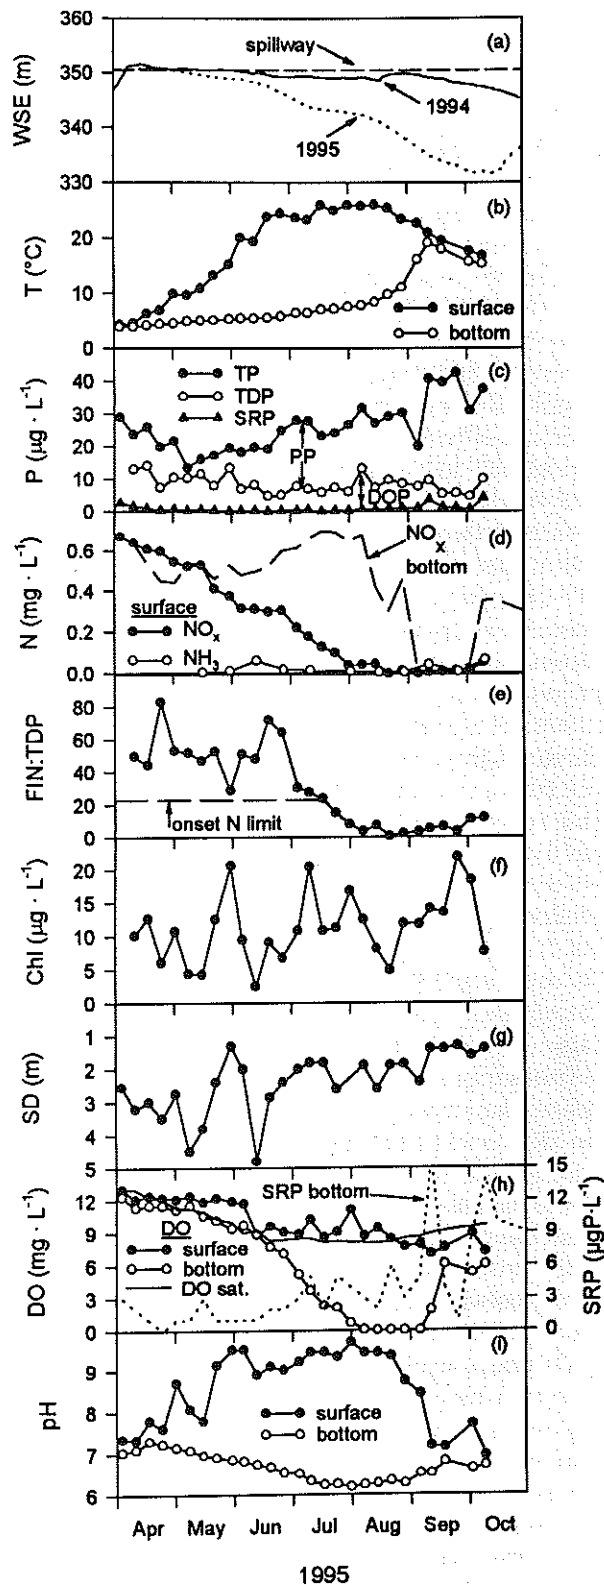 360
350
340
330
WSE (m)
spillway
(a)
1994
1995
30
20
10
0
T (°C)
(b)
surface
bottom
40
30
20
10
0
P (µg · L⁻¹)
(c)
TP
TDP
SRP
PP
DOP
0.6
0.4
0.2
0.0
N (mg · L⁻¹)
(d)
NOₓ
bottom
surface
NOₓ
NH₃
80
60
40
20
0
FIN:TDP
(e)
onset N limit
20
15
10
5
0
Chl (µg · L⁻¹)
(f)
1
2
3
4
5
SD (m)
(g)
12
9
6
3
0
DO (mg · L⁻¹)
(h)
SRP bottom
DO
surface
bottom
DO sat.
15
12
9
6
3
0
SRP (µgP·L⁻¹)
9
8
7
6
pH
(i)
surface
bottom
Apr May Jun Jul Aug Sep Oct
1995